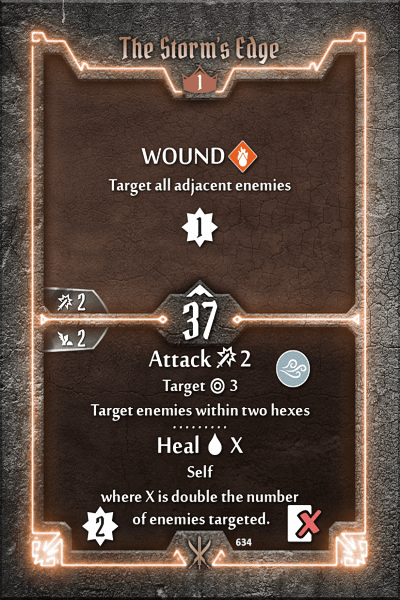 The Storm's Edge
1
WOUND
Target all adjacent enemies
1
2
37
2
Attack 2
Target 3
Target enemies within two hexes
Heal X
Self
where X is double the number
of enemies targeted.
2
634